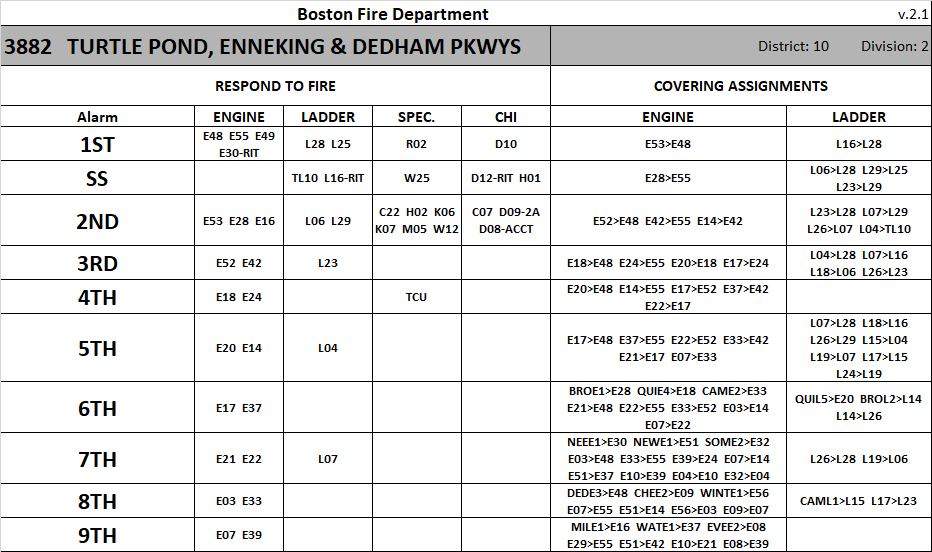 Boston Fire Department v.2.1
3882 TURTLE POND, ENNEKING & DEDHAM PKWYS District: 10 Division: 2
RESPOND TO FIRE COVERING ASSIGNMENTS
Alarm ENGINE LADDER SPEC. CHI ENGINE LADDER
1ST
E48 E55 E49
E30-RIT
L28 L25
R02
D10
E53>E48
L16>L28
SS
TL10 L16-RIT
W25
D12-RIT H01
E28>E55
L06>L28 L29>L25
L23>L29
2ND
E53 E28 E16
L06 L29
C22 H02 K06
K07 M05 W12
C07 D09-2A
D08-ACCT
E52>E48 E42>E55 E14>E42
L23>L28 L07>L29
L26>L07 L04>TL10
3RD
E52 E42
L23
E18>E48 E24>E55 E20>E18 E17>E24
L04>L28 L07>L16
L18>L06 L26>L23
4TH
E18 E24
TCU
E20>E48 E14>E55 E17>E52 E37>E42
E22>E17
5TH
E20 E14
L04
E17>E48 E37>E55 E22>E52 E33>E42
E21>E17 E07>E33
L07>L28 L18>L16
L26>L29 L15>L04
L19>L07 L17>L15
L24>L19
6TH
E17 E37
BROE1>E28 QUIE4>E18 CAME2>E33
E21>E48 E22>E55 E33>E52 E03>E14
E07>E22
QUIL5>E20 BROL2>L14
L14>L26
7TH
E21 E22
L07
NEEE1>E30 NEWE1>E51 SOME2>E32
E03>E48 E33>E55 E39>E24 E07>E14
E51>E37 E10>E39 E04>E10 E32>E04
L26>L28 L19>L06
8TH
E03 E33
DEDE3>E48 CHEE2>E09 WINTE1>E56
E07>E55 E51>E14 E56>E03 E09>E07
CAML1>L15 L17>L23
9TH
E07 E39
MILE1>E16 WATE1>E37 EVEE2>E08
E29>E55 E51>E42 E10>E21 E08>E39